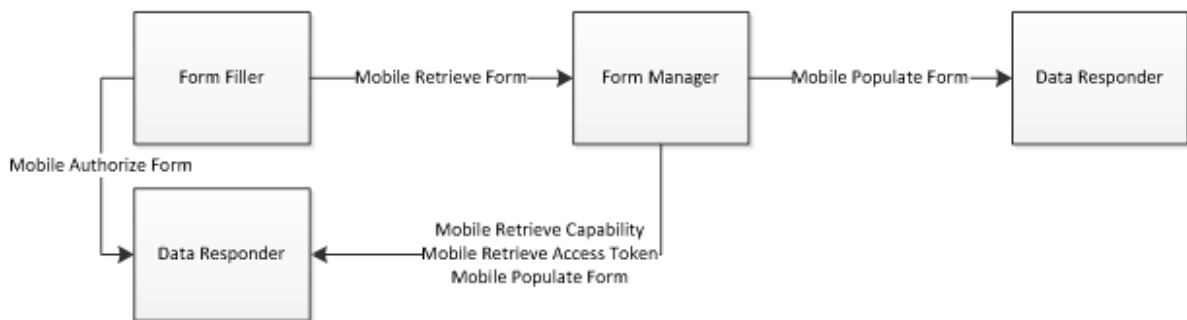 Form Filler
Mobile Retrieve Form
Form Manager
Mobile Populate Form
Data Responder
Mobile Authorize Form
Data Responder
Mobile Retrieve Capability
Mobile Retrieve Access Token
Mobile Populate Form